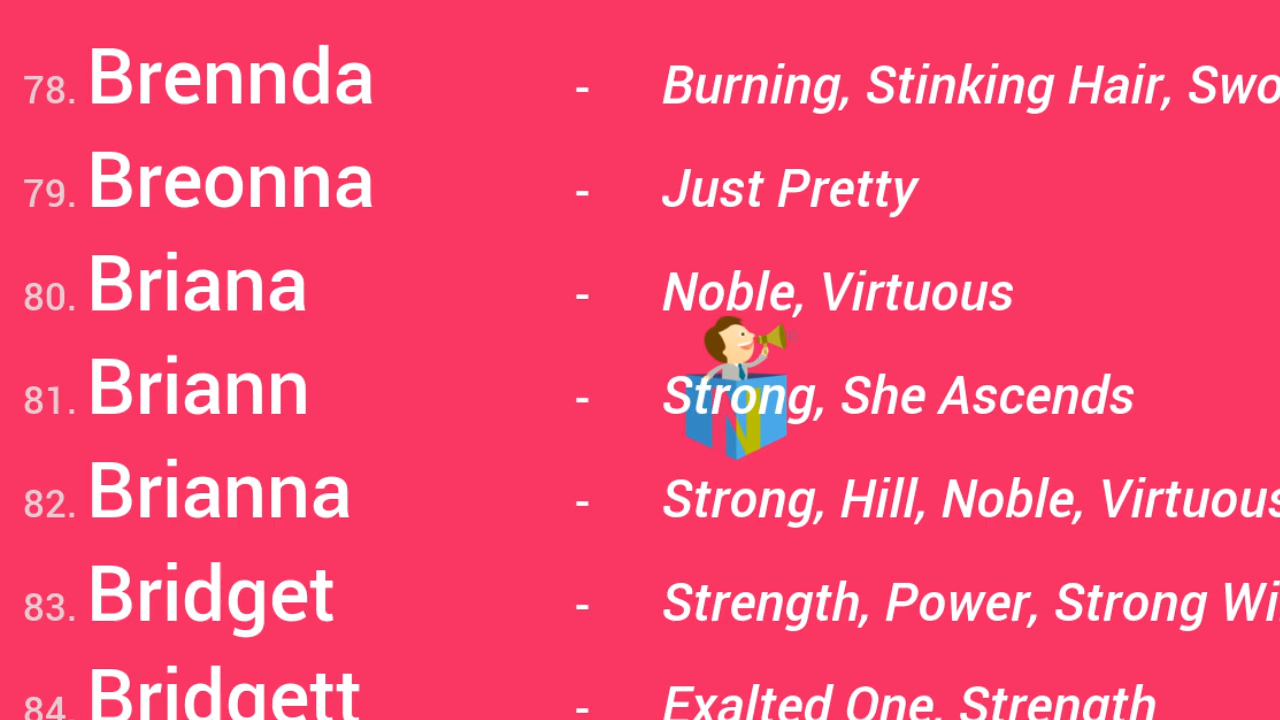 78. Brennda - Burning, Stinking Hair, Swo
79. Breonna - Just Pretty
80. Briana - Noble, Virtuous
81. Briann - Strong, She Ascends
82. Brianna - Strong, Hill, Noble, Virtuous
83. Bridget - Strength, Power, Strong Wi
84. Bridgett - Exalted One, Strength
N